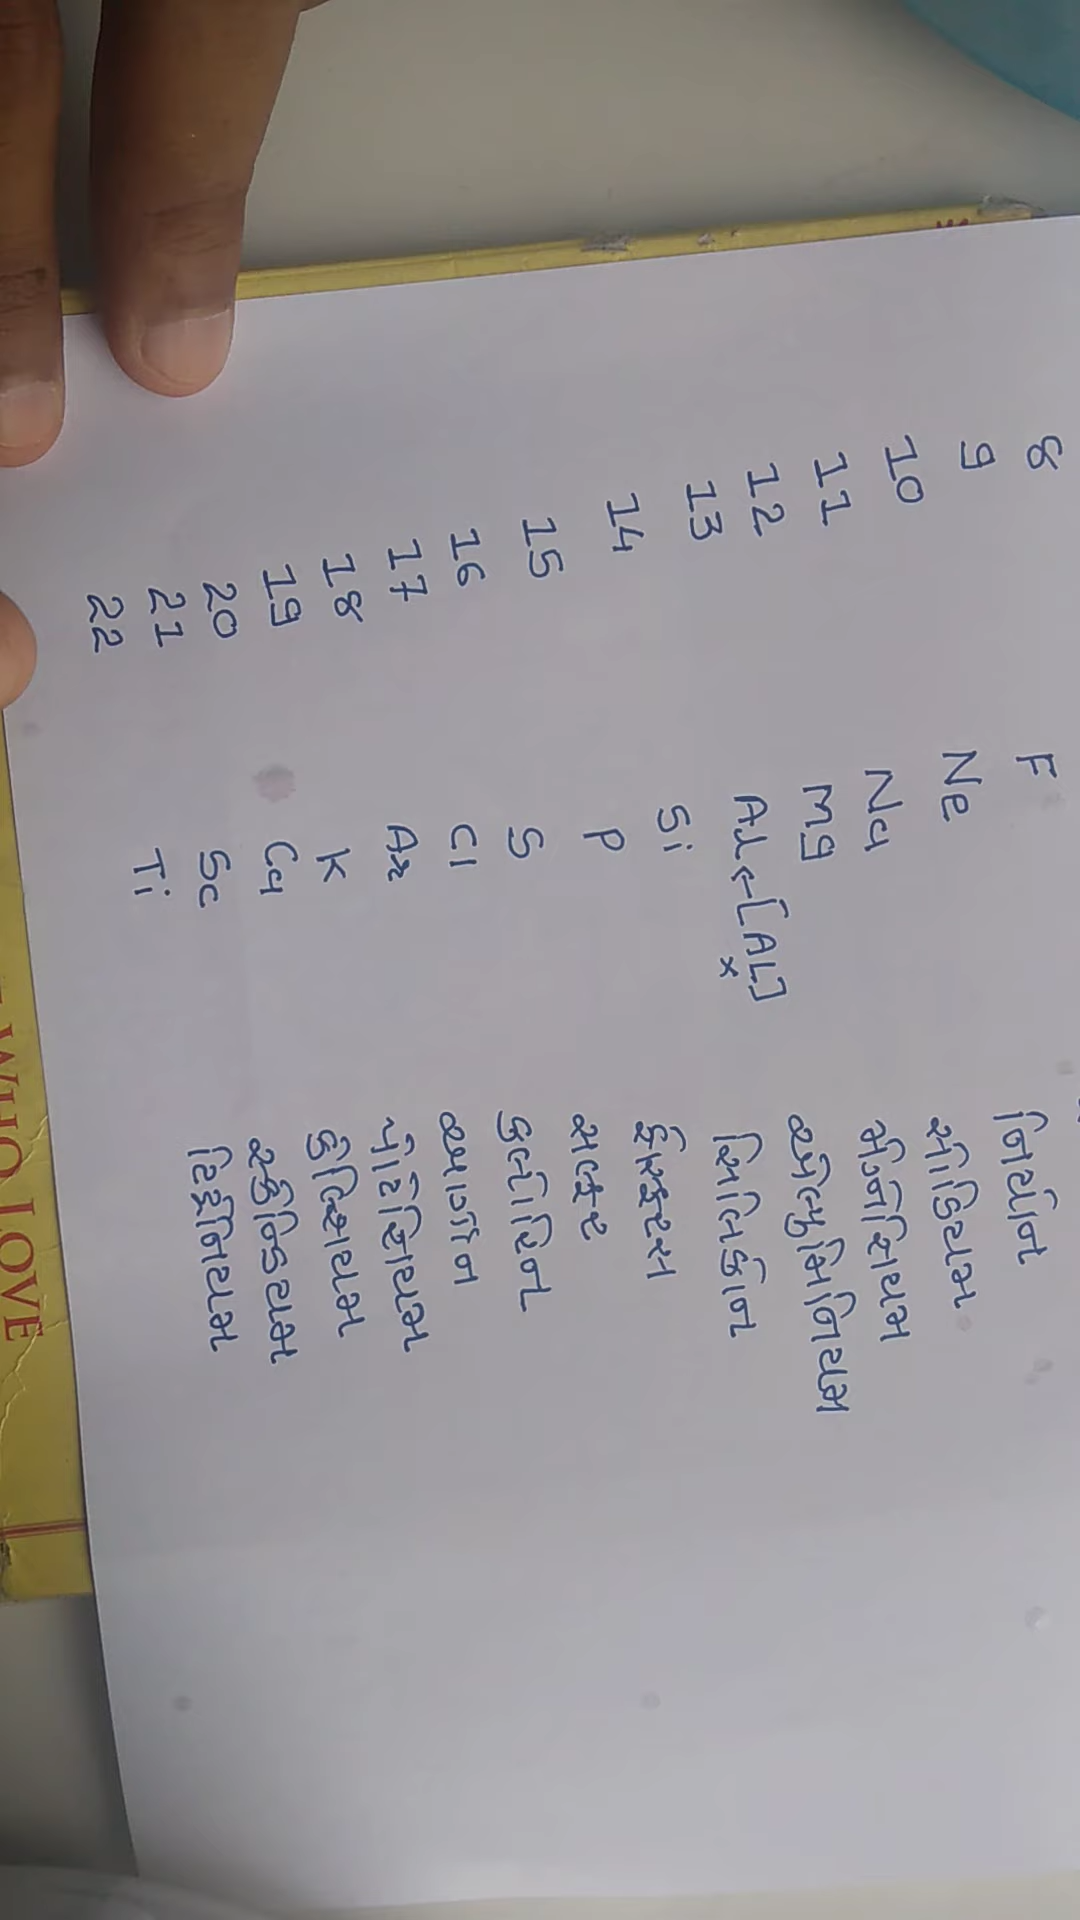 8
9 F
10 Ne નિયોન
11 Na સોડિયમ
12 Mg મેગ્નેશિયમ
13 Al ← [AL] x એલ્યુમિનિયમ
14 Si સિલિકોન
15 P ફોસ્ફરસ
16 S સલ્ફર
17 Cl ક્લોરિન
18 Ar આર્ગોન
19 K પોટેશિયમ
20 Ca કેલ્શિયમ
21 Sc સ્કેન્ડિયમ
22 Ti ટિટેનિયમ
WHO LOVE